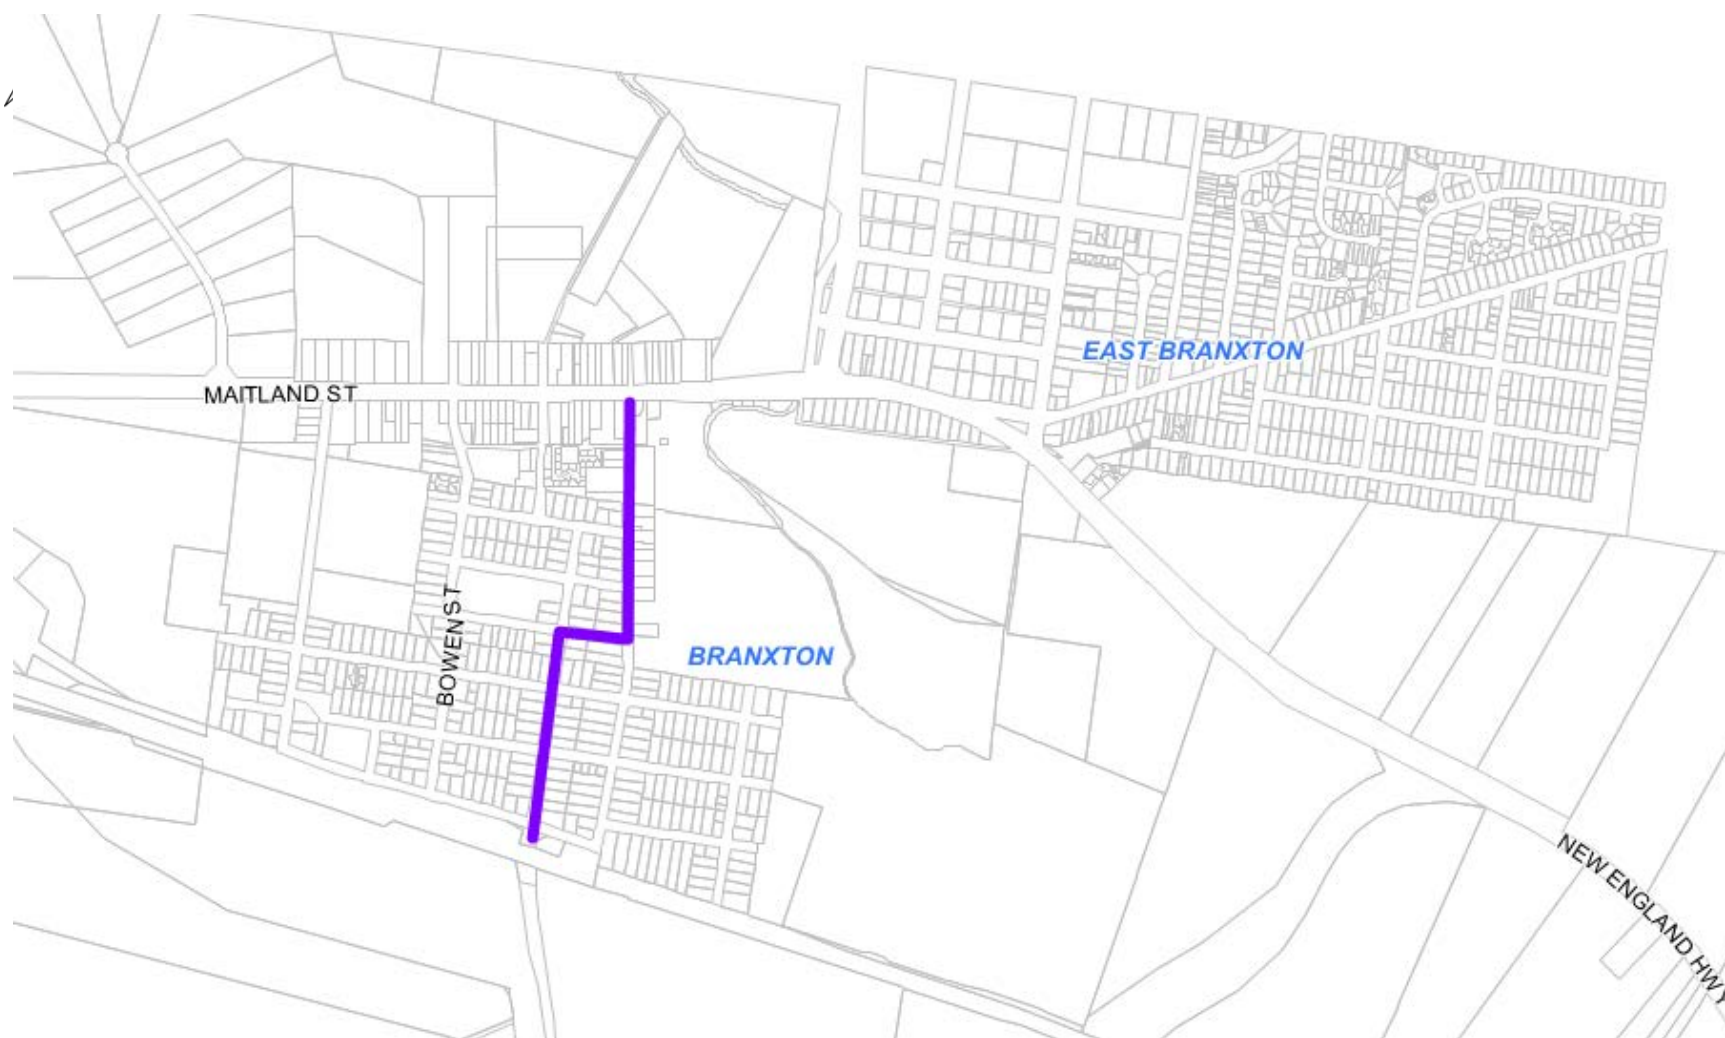 EAST BRANXTON
MAITLAND ST
BOWEN ST
BRANXTON
NEW ENGLAND HWY